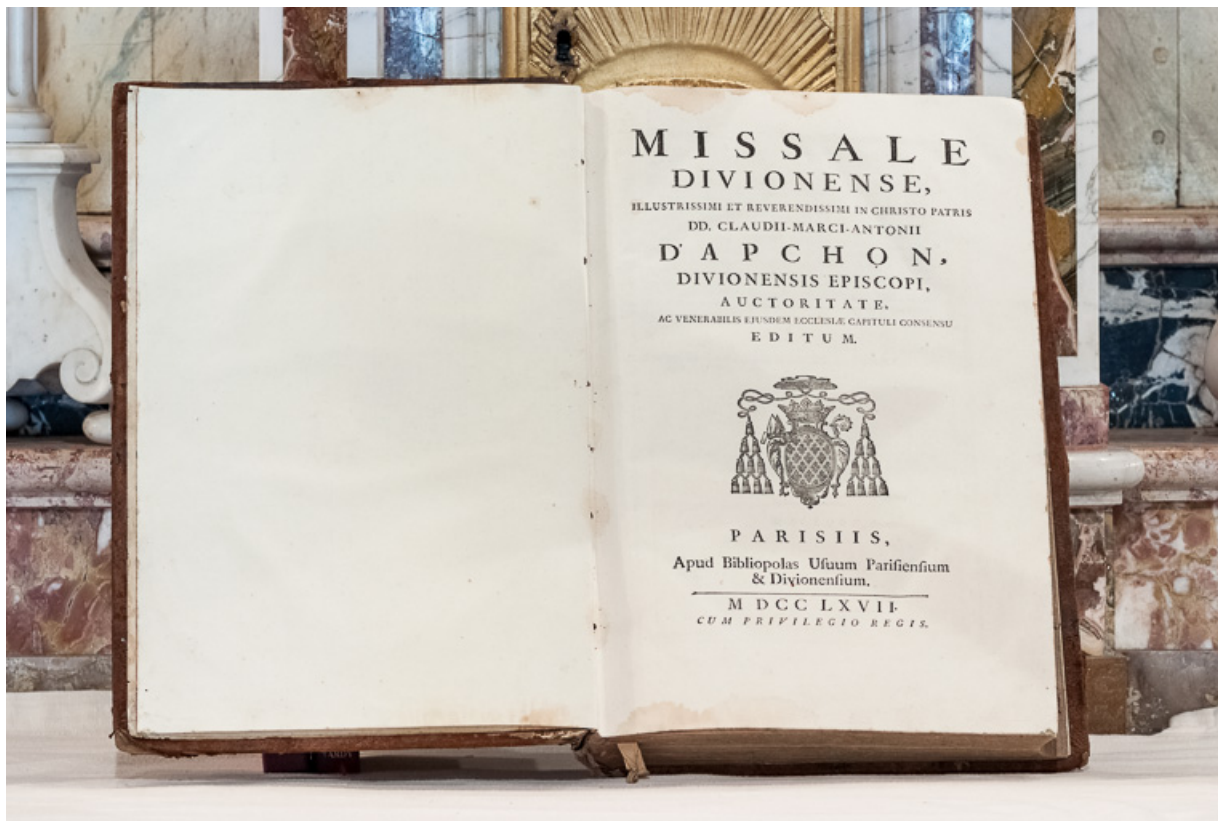 MISSALE
DIVIONENSE,
ILLUSTRISSIMI ET REVERENDISSIMI IN CHRISTO PATRIS
DD. CLAUDII-MARCI-ANTONII
D'APCHON,
DIVIONENSIS EPISCOPI,
AUCTORITATE,
AC VENERABILIS EJUSDEM ECCLESIÆ CAPITULI CONSENSU
EDITUM.
PARISIIS,
Apud Bibliopolas Uſuum Pariſienſium
& Divionenſium.
M DCC LXVII.
CUM PRIVILEGIO REGIS.